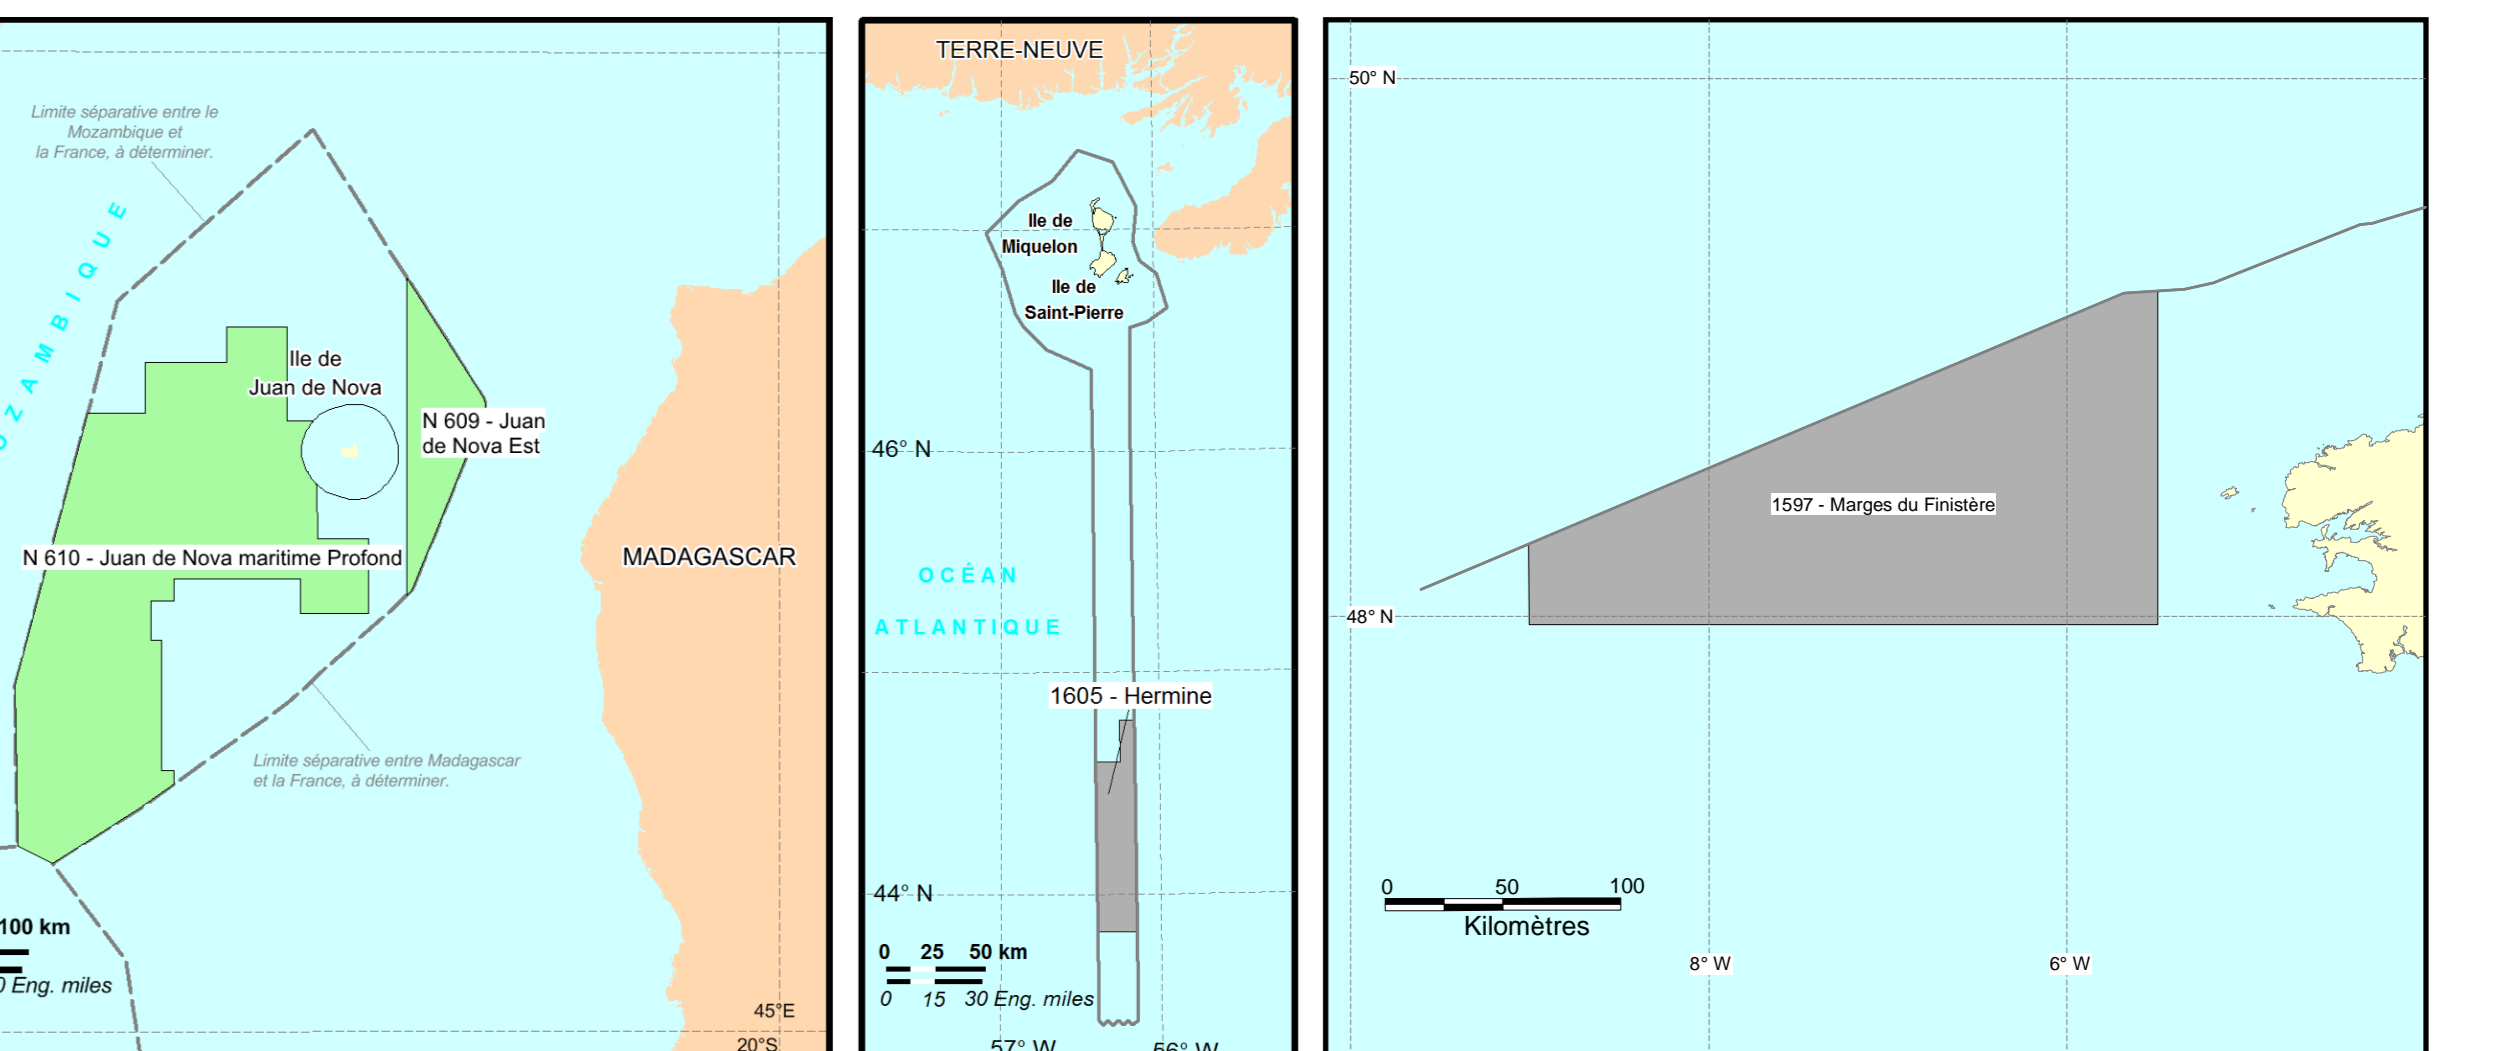 Limite séparative entre le
Mozambique et
la France, à déterminer.
OZAMBIQUE
Ile de
Juan de Nova
N 609 - Juan
de Nova Est
N 610 - Juan de Nova maritime Profond
MADAGASCAR
Limite séparative entre Madagascar
et la France, à déterminer.
100 km
0 Eng. miles
45°E
20°S
TERRE-NEUVE
Ile de
Miquelon
Ile de
Saint-Pierre
46° N
OCÉAN
ATLANTIQUE
1605 - Hermine
44° N
0 25 50 km
0 15 30 Eng. miles
57° W 56° W
50° N
1597 - Marges du Finistère
48° N
0 50 100
Kilomètres
8° W 6° W